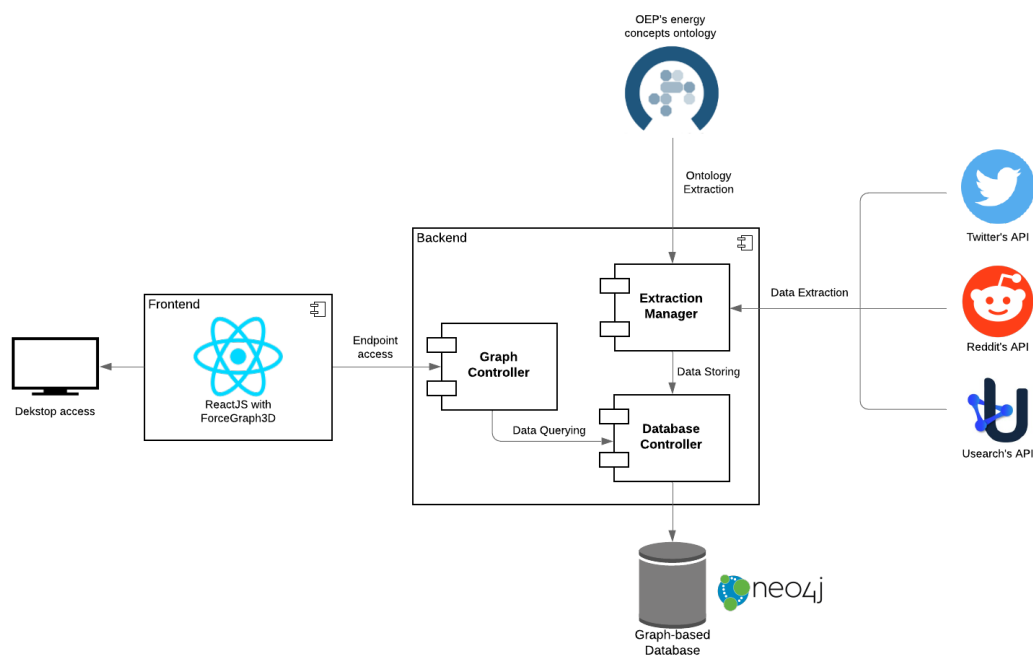 OEP's energy
concepts ontology
Ontology
Extraction
Twitter's API
Backend
Extraction
Manager
Data Extraction
Reddit's API
Frontend
Endpoint
access
Graph
Controller
Data Storing
ReactJS with
ForceGraph3D
Dekstop access
Data Querying
Database
Controller
Usearch's API
neo4j
Graph-based
Database